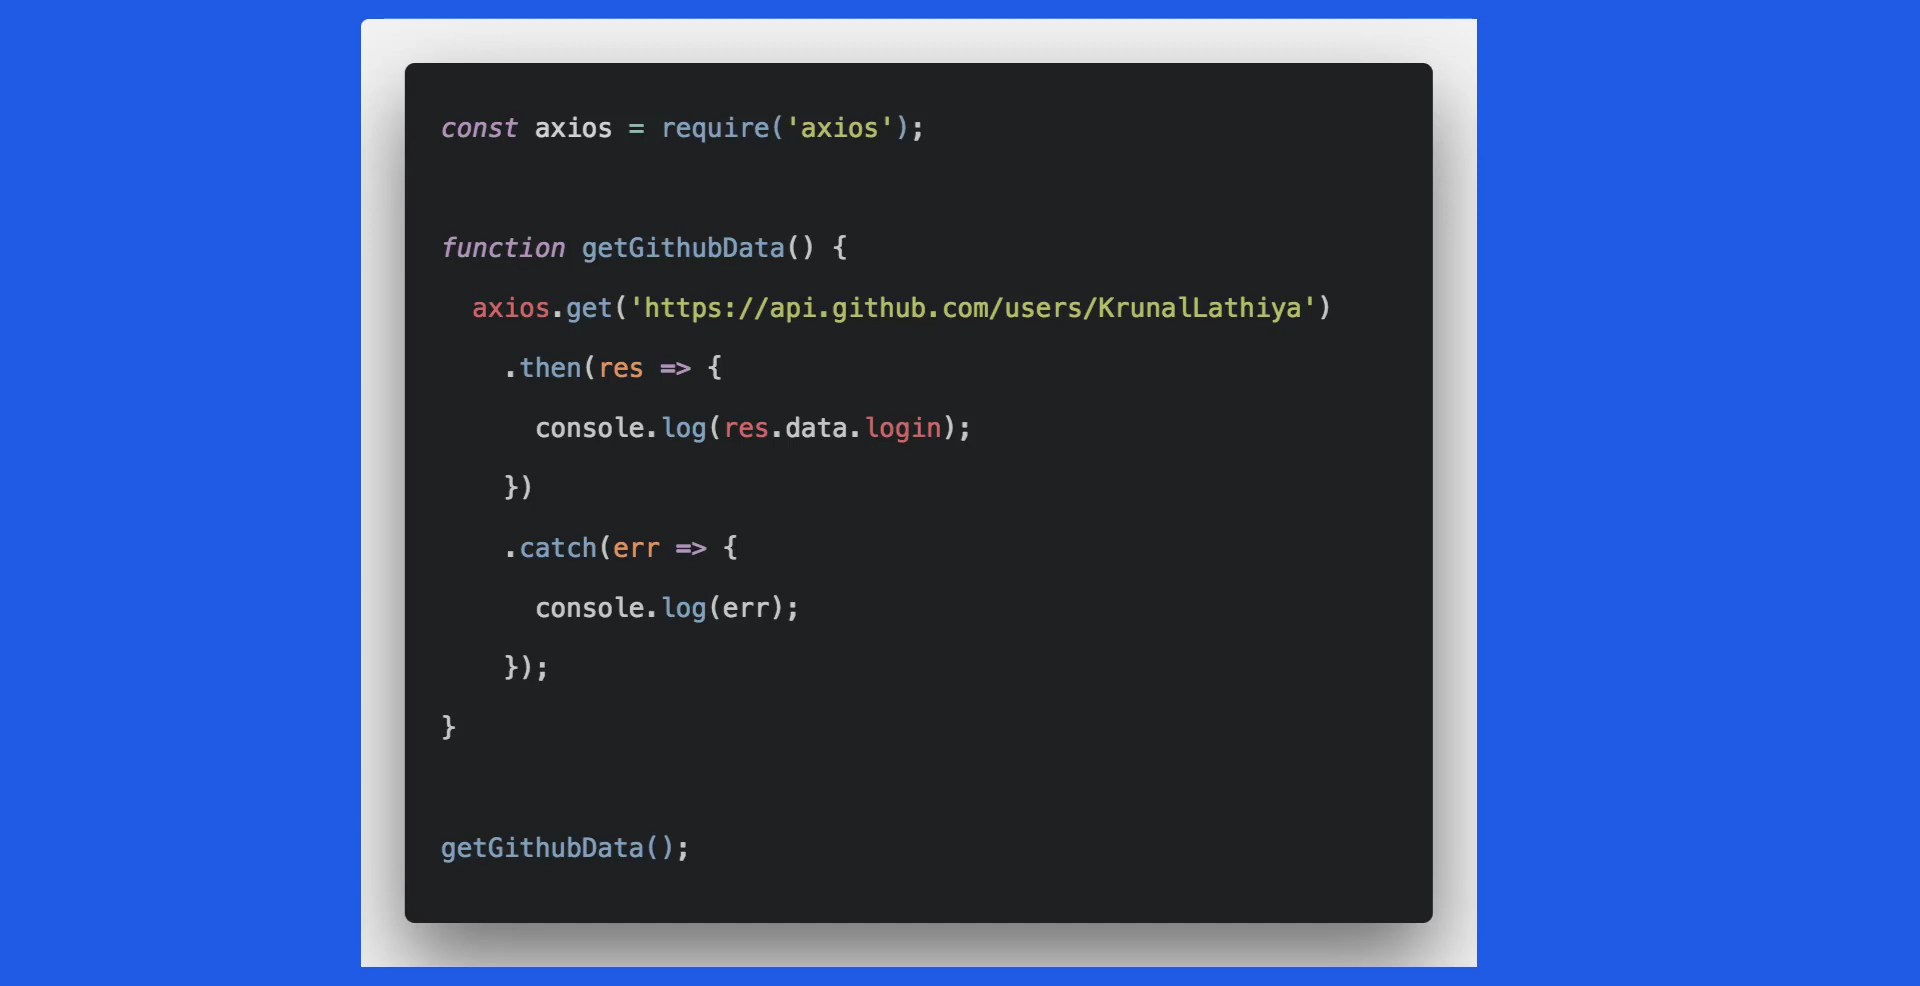 const axios = require('axios');
function getGithubData() {
axios.get('https://api.github.com/users/KrunalLathiya')
.then(res => {
console.log(res.data.login);
})
.catch(err => {
console.log(err);
});
}
getGithubData();